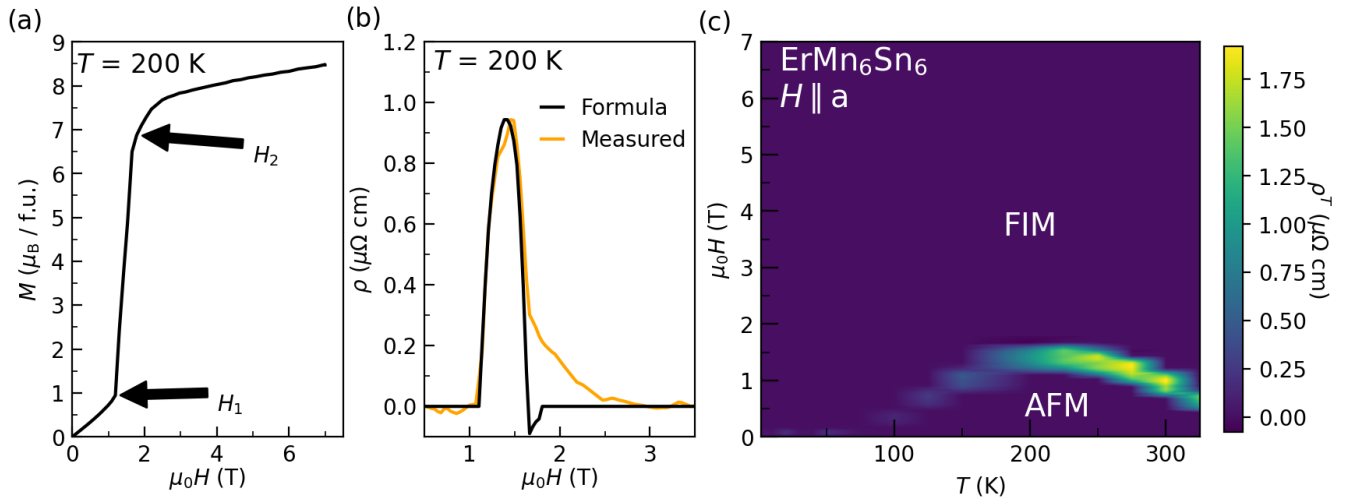 (a)
T = 200 K
9
8
7
6
5
4
3
2
1
0
M (μB / f.u.)
H₂
H₁
0
2
4
6
μ₀H (T)
(b)
T = 200 K
Formula
Measured
1.2
1.0
0.8
0.6
0.4
0.2
0.0
ρ (μΩ cm)
1
2
3
μ₀H (T)
(c)
ErMn₆Sn₆
H ∥ a
FIM
AFM
7
6
5
4
3
2
1
0
μ₀H (T)
100
200
300
T (K)
1.75
1.50
1.25
1.00
0.75
0.50
0.25
0.00
ρᵀ (μΩ cm)